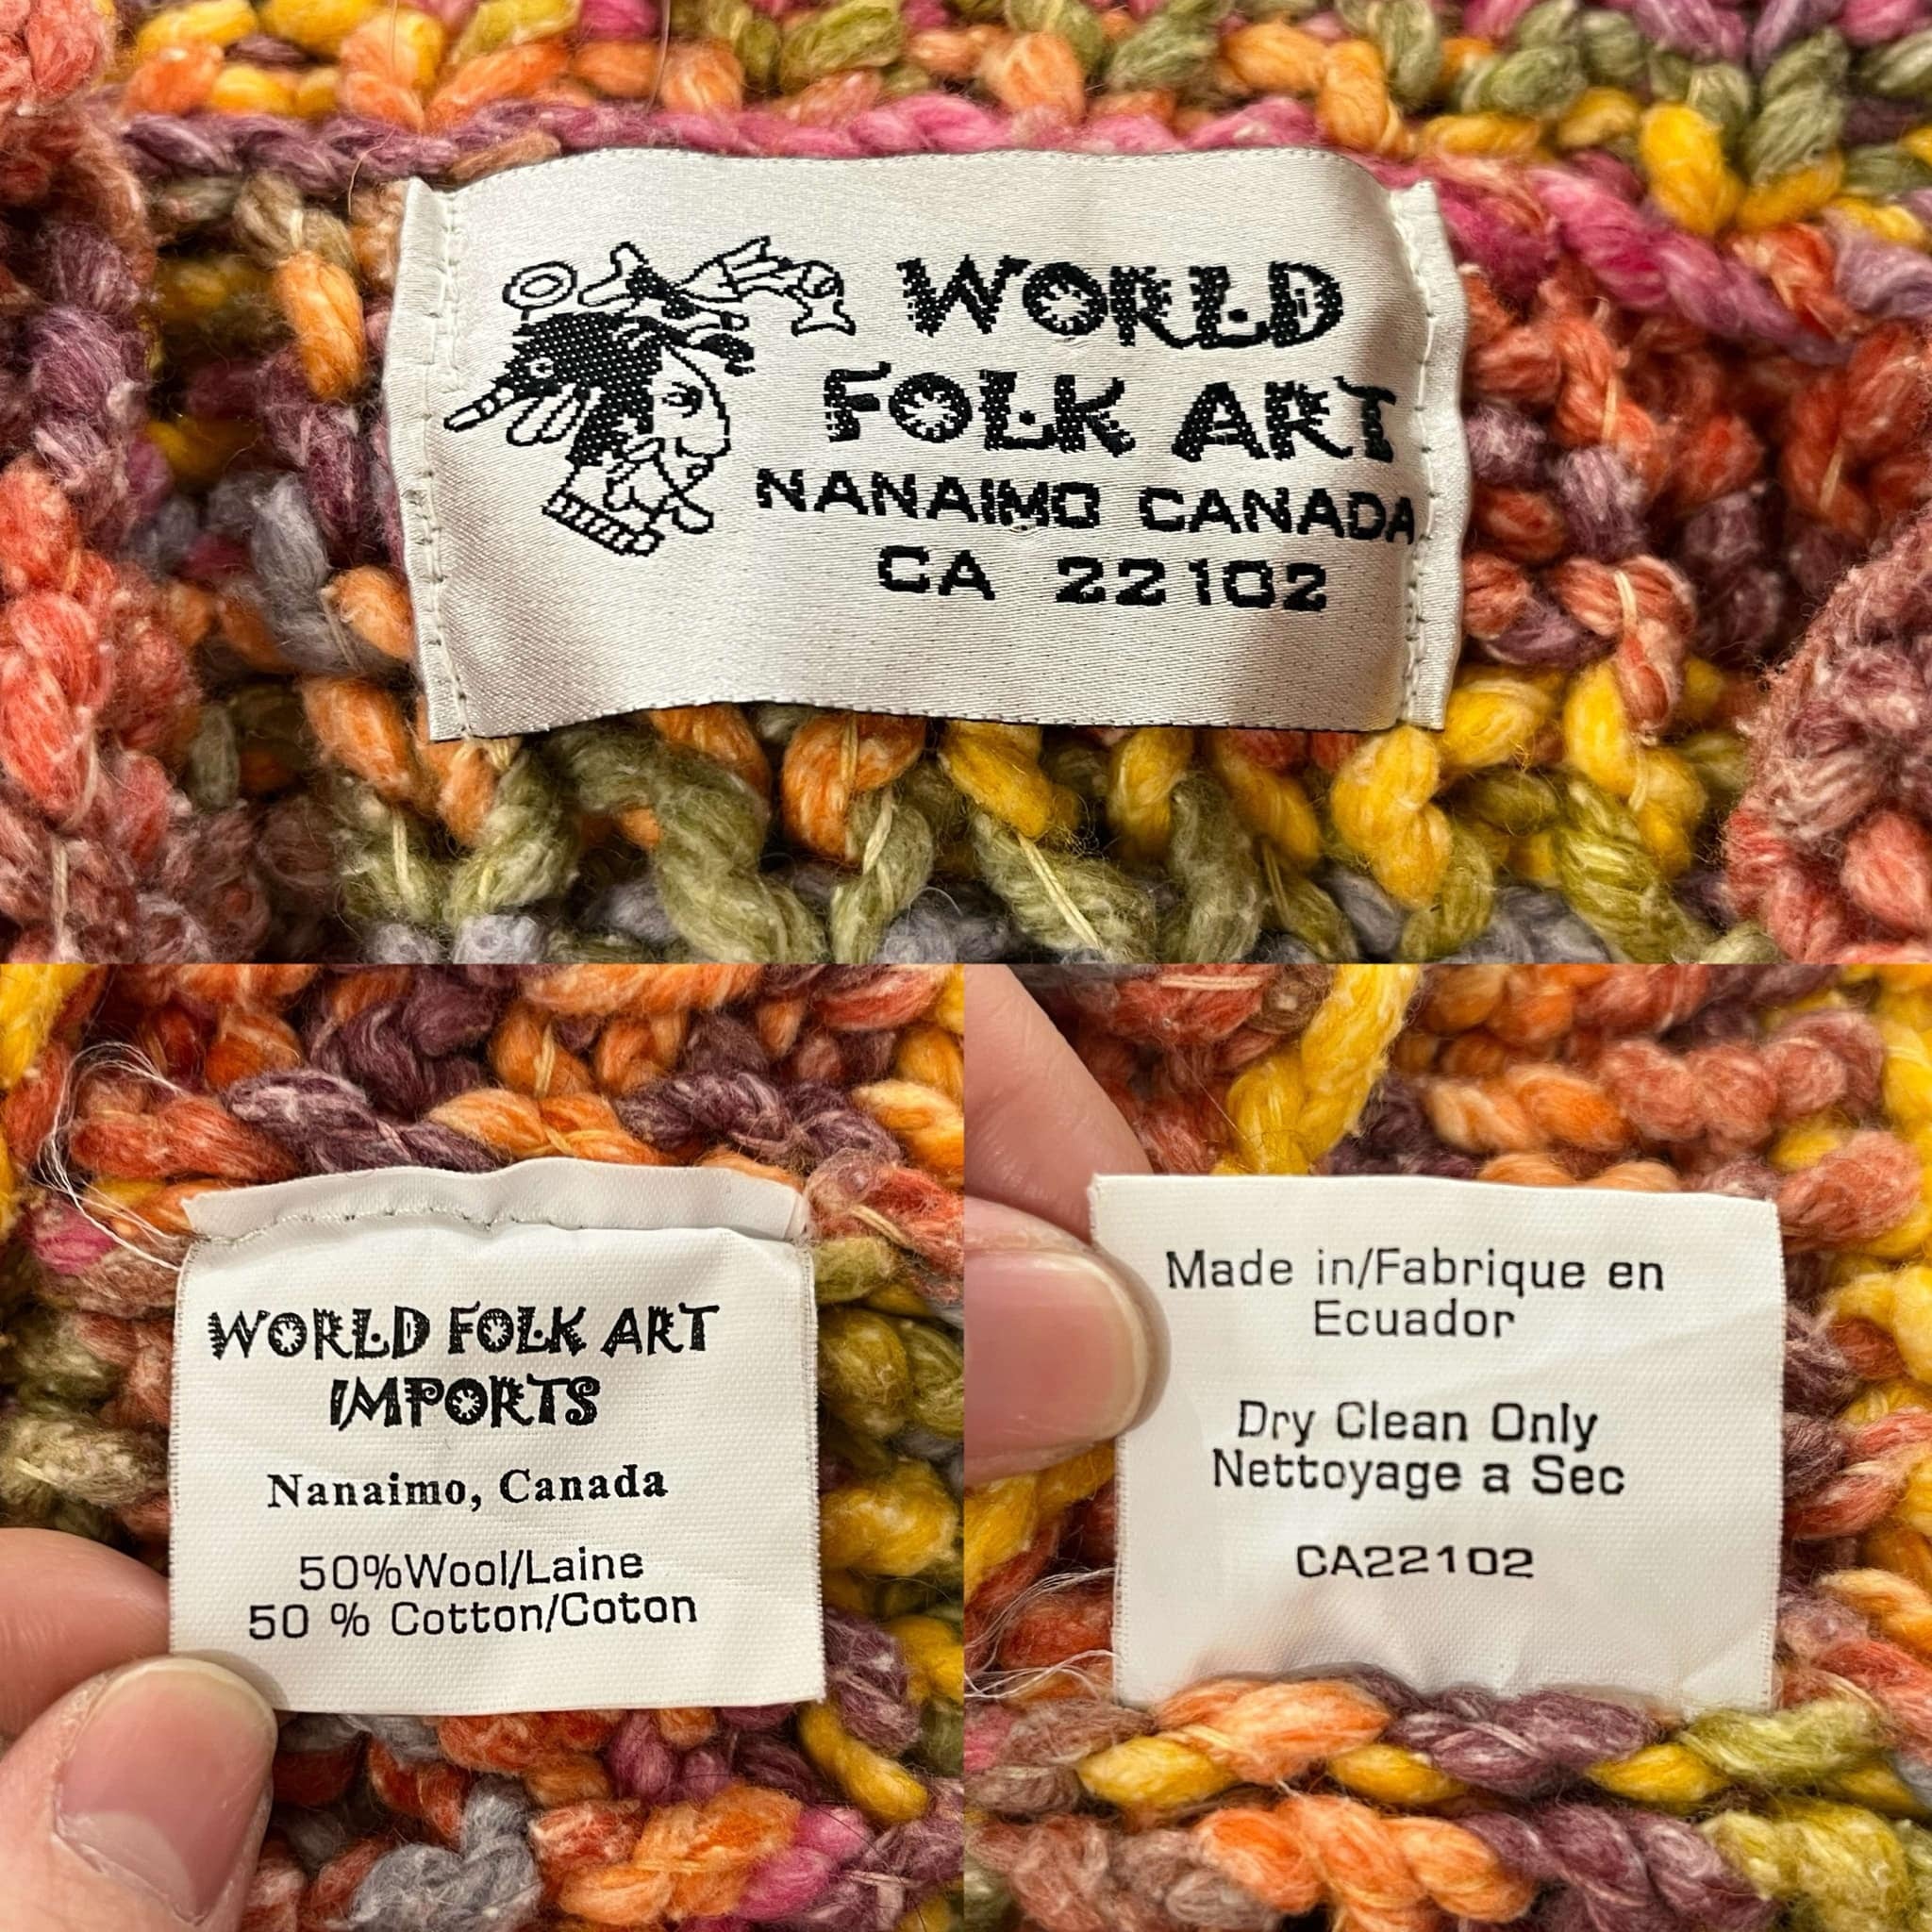 WORLD
FOLK ART
NANAIMO CANADA
CA 22102
WORLD FOLK ART
IMPORTS
Nanaimo, Canada
50%Wool/Laine
50 % Cotton/Coton
Made in/Fabrique en
Ecuador
Dry Clean Only
Nettoyage a Sec
CA22102